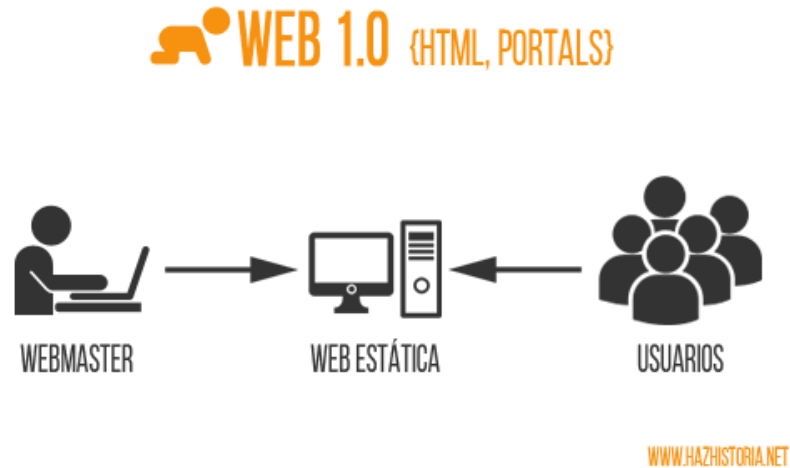 WEB 1.0 {HTML, PORTALS}
WEBMASTER
WEB ESTÁTICA
USUARIOS
WWW.HAZHISTORIA.NET